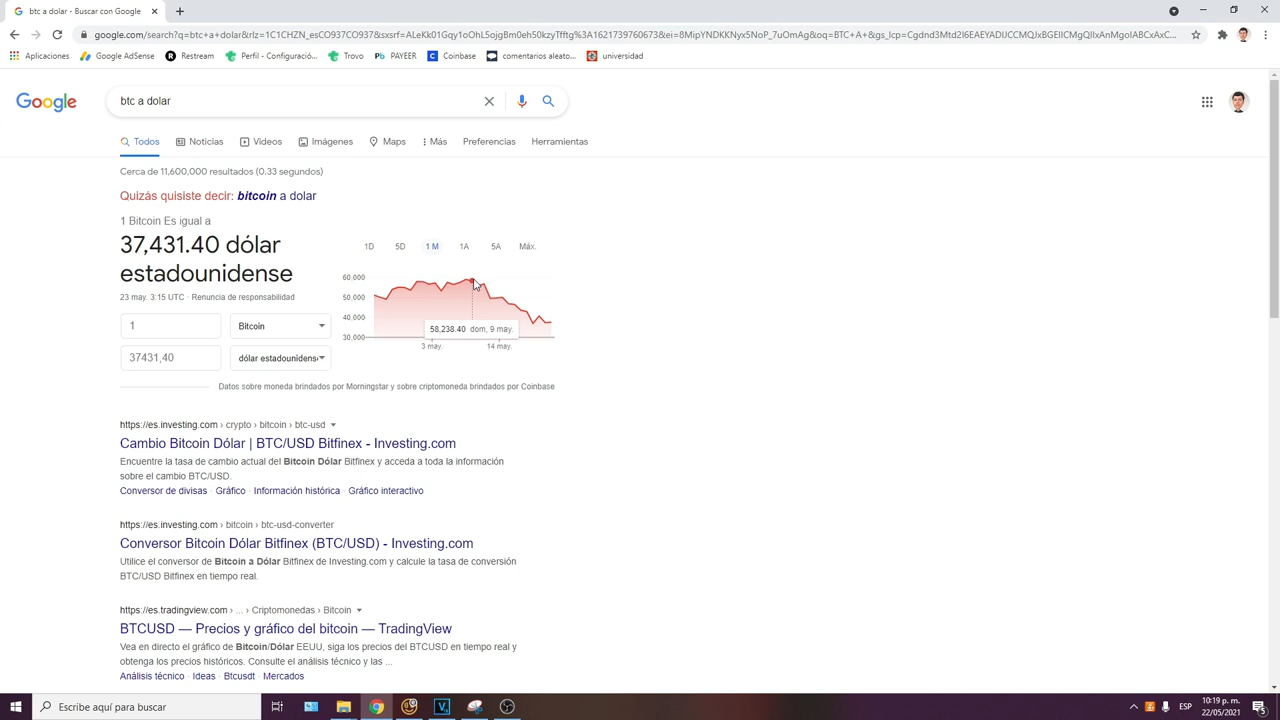 btc a dolar - Buscar con Google
google.com/search?q=btc+a+dolar&rlz=1C1CHZN_esCO937CO937&sxsrf=ALeKk01Gqy1oOhL5ojgBm0eh50kzyTfftg%3A1621739760673&ei=8MipYNDKKNyx5NoP_7uOmAg&oq=BTC+A+&gs_lcp=Cgdnd3Mtd2l6EAEYADIJCCMQJxBGEIICMgQIIxAnMgoIABCxAxC...
Aplicaciones
Google AdSense
Restream
Perfil - Configuració...
Trovo
PAYEER
Coinbase
comentarios aleato...
universidad
Google
btc a dolar
Todos
Noticias
Videos
Imágenes
Maps
Más
Preferencias
Herramientas
Cerca de 11,600,000 resultados (0.33 segundos)
Quizás quisiste decir: bitcoin a dolar
1 Bitcoin Es igual a
37,431.40 dólar
estadounidense
23 may. 3:15 UTC · Renuncia de responsabilidad
1
Bitcoin
37431,40
dólar estadounidens
1D
5D
1 M
1A
5A
Máx.
60,000
50,000
40,000
30,000
58,238.40 dom, 9 may.
3 may.
14 may.
Datos sobre moneda brindados por Morningstar y sobre criptomoneda brindados por Coinbase
https://es.investing.com › crypto › bitcoin › btc-usd
Cambio Bitcoin Dólar | BTC/USD Bitfinex - Investing.com
Encuentre la tasa de cambio actual del Bitcoin Dólar Bitfinex y acceda a toda la información
sobre el cambio BTC/USD.
Conversor de divisas · Gráfico · Información histórica · Gráfico interactivo
https://es.investing.com › bitcoin › btc-usd-converter
Conversor Bitcoin Dólar Bitfinex (BTC/USD) - Investing.com
Utilice el conversor de Bitcoin a Dólar Bitfinex de Investing.com y calcule la tasa de conversión
BTC/USD Bitfinex en tiempo real.
https://es.tradingview.com › ... › Criptomonedas › Bitcoin
BTCUSD — Precios y gráfico del bitcoin — TradingView
Vea en directo el gráfico de Bitcoin/Dólar EEUU, siga los precios del BTCUSD en tiempo real y
obtenga los precios históricos. Consulte el análisis técnico y las ...
Análisis técnico · Ideas · Btcusdt · Mercados
Escribe aquí para buscar
ESP
10:19 p. m.
22/05/2021